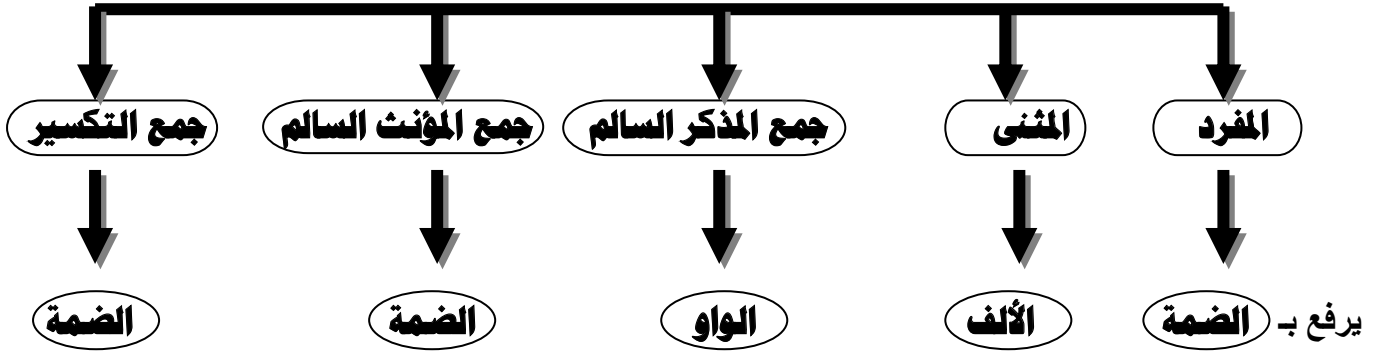 المفرد المثنى جمع المذكر السالم جمع المؤنث السالم جمع التكسير
يرفع بـ الضمة الألف الواو الضمة الضمة